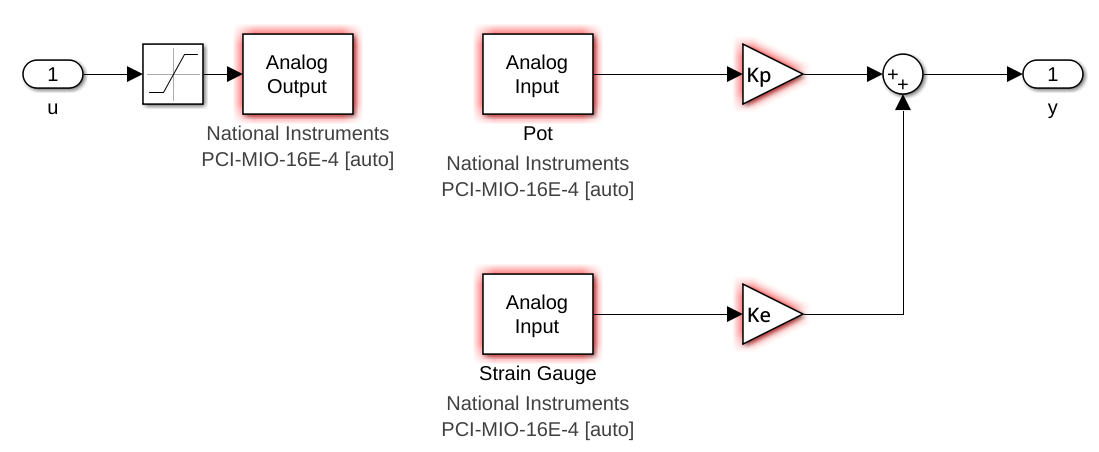 1
u
Analog
Output
National Instruments
PCI-MIO-16E-4 [auto]
Analog
Input
Pot
National Instruments
PCI-MIO-16E-4 [auto]
Kp
+
+
1
y
Analog
Input
Strain Gauge
National Instruments
PCI-MIO-16E-4 [auto]
Ke